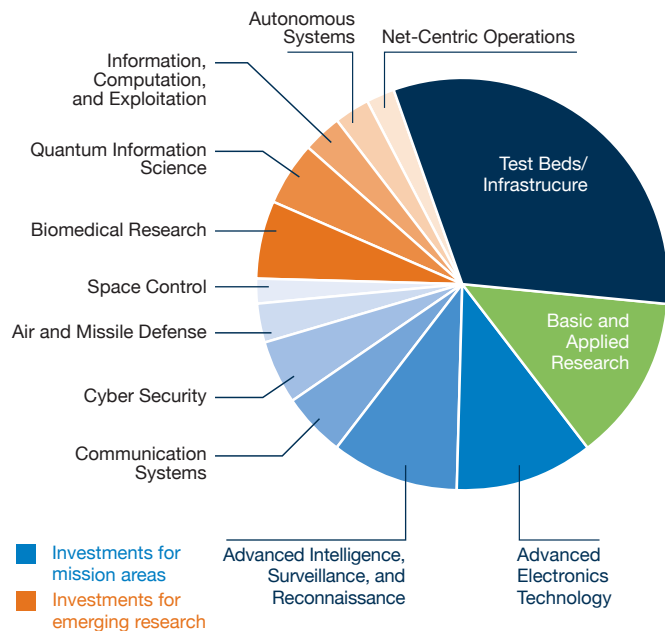 Autonomous
Systems
Net-Centric Operations
Information,
Computation,
and Exploitation
Quantum Information
Science
Biomedical Research
Space Control
Air and Missile Defense
Cyber Security
Communication
Systems
Test Beds/
Infrastrucure
Basic and
Applied
Research
Advanced Intelligence,
Surveillance, and
Reconnaissance
Advanced
Electronics
Technology
Investments for
mission areas
Investments for
emerging research